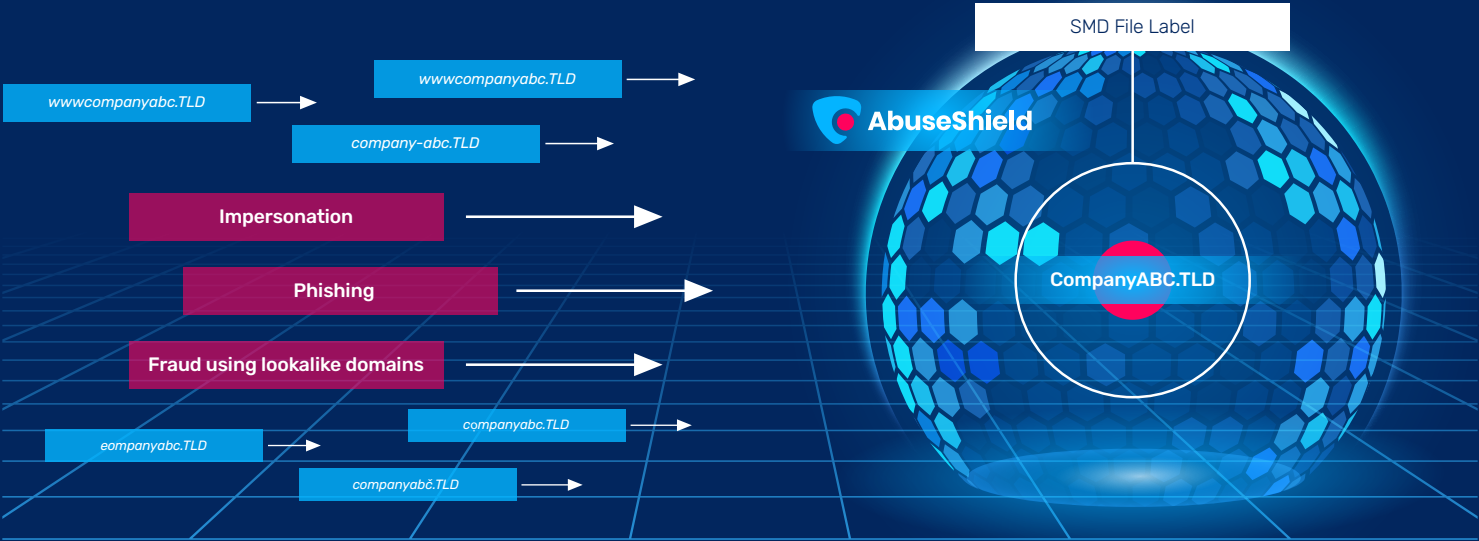 SMD File Label
wwwcompanyabc.TLD
wwwcompanyabc.TLD
company-abc.TLD
AbuseShield
Impersonation
Phishing
Fraud using lookalike domains
CompanyABC.TLD
companyabc.TLD
eompanyabc.TLD
companyabč.TLD